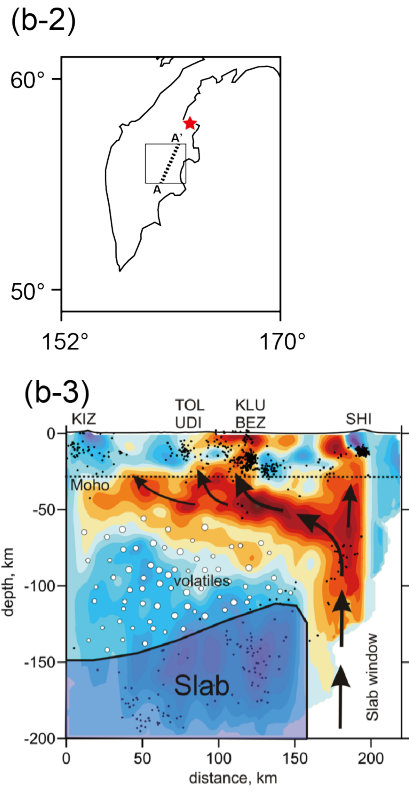 (b-2)
60°
A'
A
50°
152° 170°
(b-3)
KIZ TOL KLU SHI
UDI BEZ
0
Moho
-50
depth, km
-100
volatiles
-150
Slab
Slab window
-200
0 50 100 150 200
distance, km